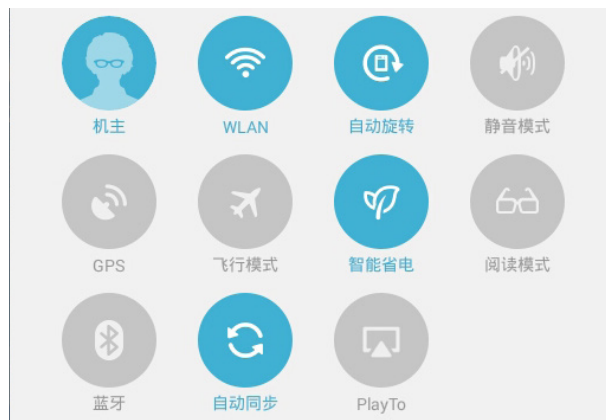 机主
WLAN
自动旋转
静音模式
GPS
飞行模式
智能省电
阅读模式
蓝牙
自动同步
PlayTo